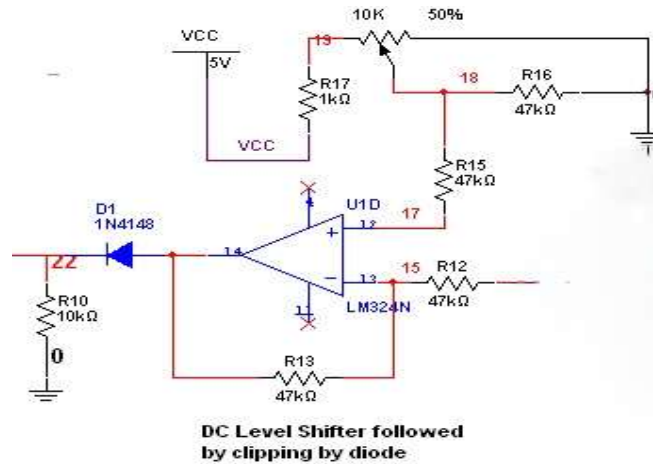 10K 50%
VCC
5V
19
R17
1kΩ
18
R16
47kΩ
VCC
R15
47kΩ
D1
1N4148
4
U1D
12
17
14
+
22
13
15
R12
47kΩ
−
11
LM324N
R10
10kΩ
0
R13
47kΩ
DC Level Shifter followed
by clipping by diode